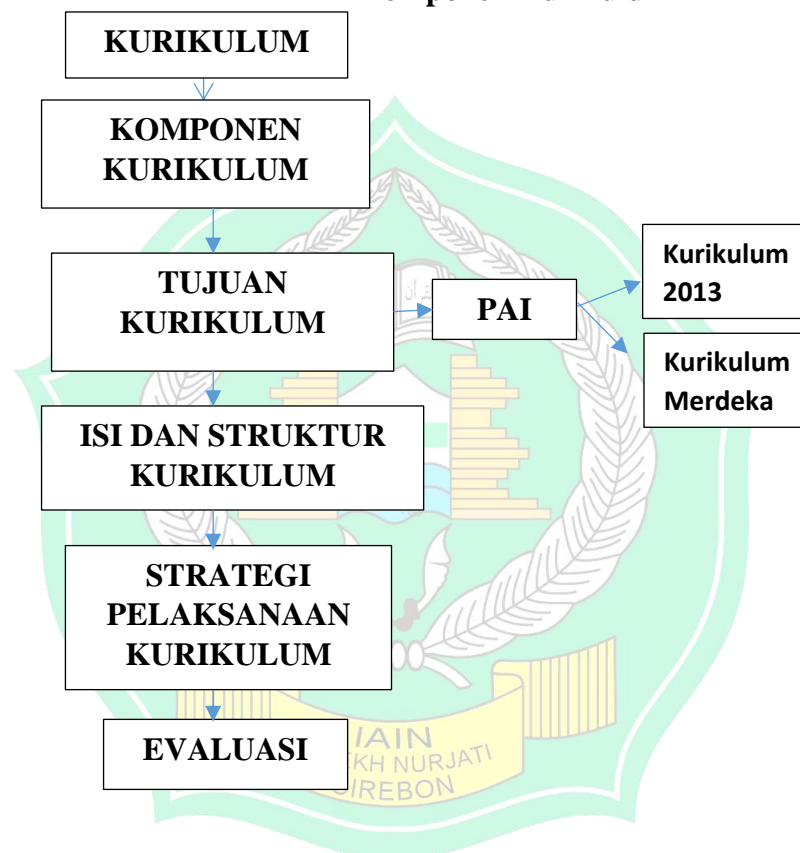 KURIKULUM
KOMPONEN
KURIKULUM
TUJUAN
KURIKULUM
PAI
Kurikulum
2013
Kurikulum
Merdeka
ISI DAN STRUKTUR
KURIKULUM
STRATEGI
PELAKSANAAN
KURIKULUM
EVALUASI
IAIN
NURJATI
CIREBON